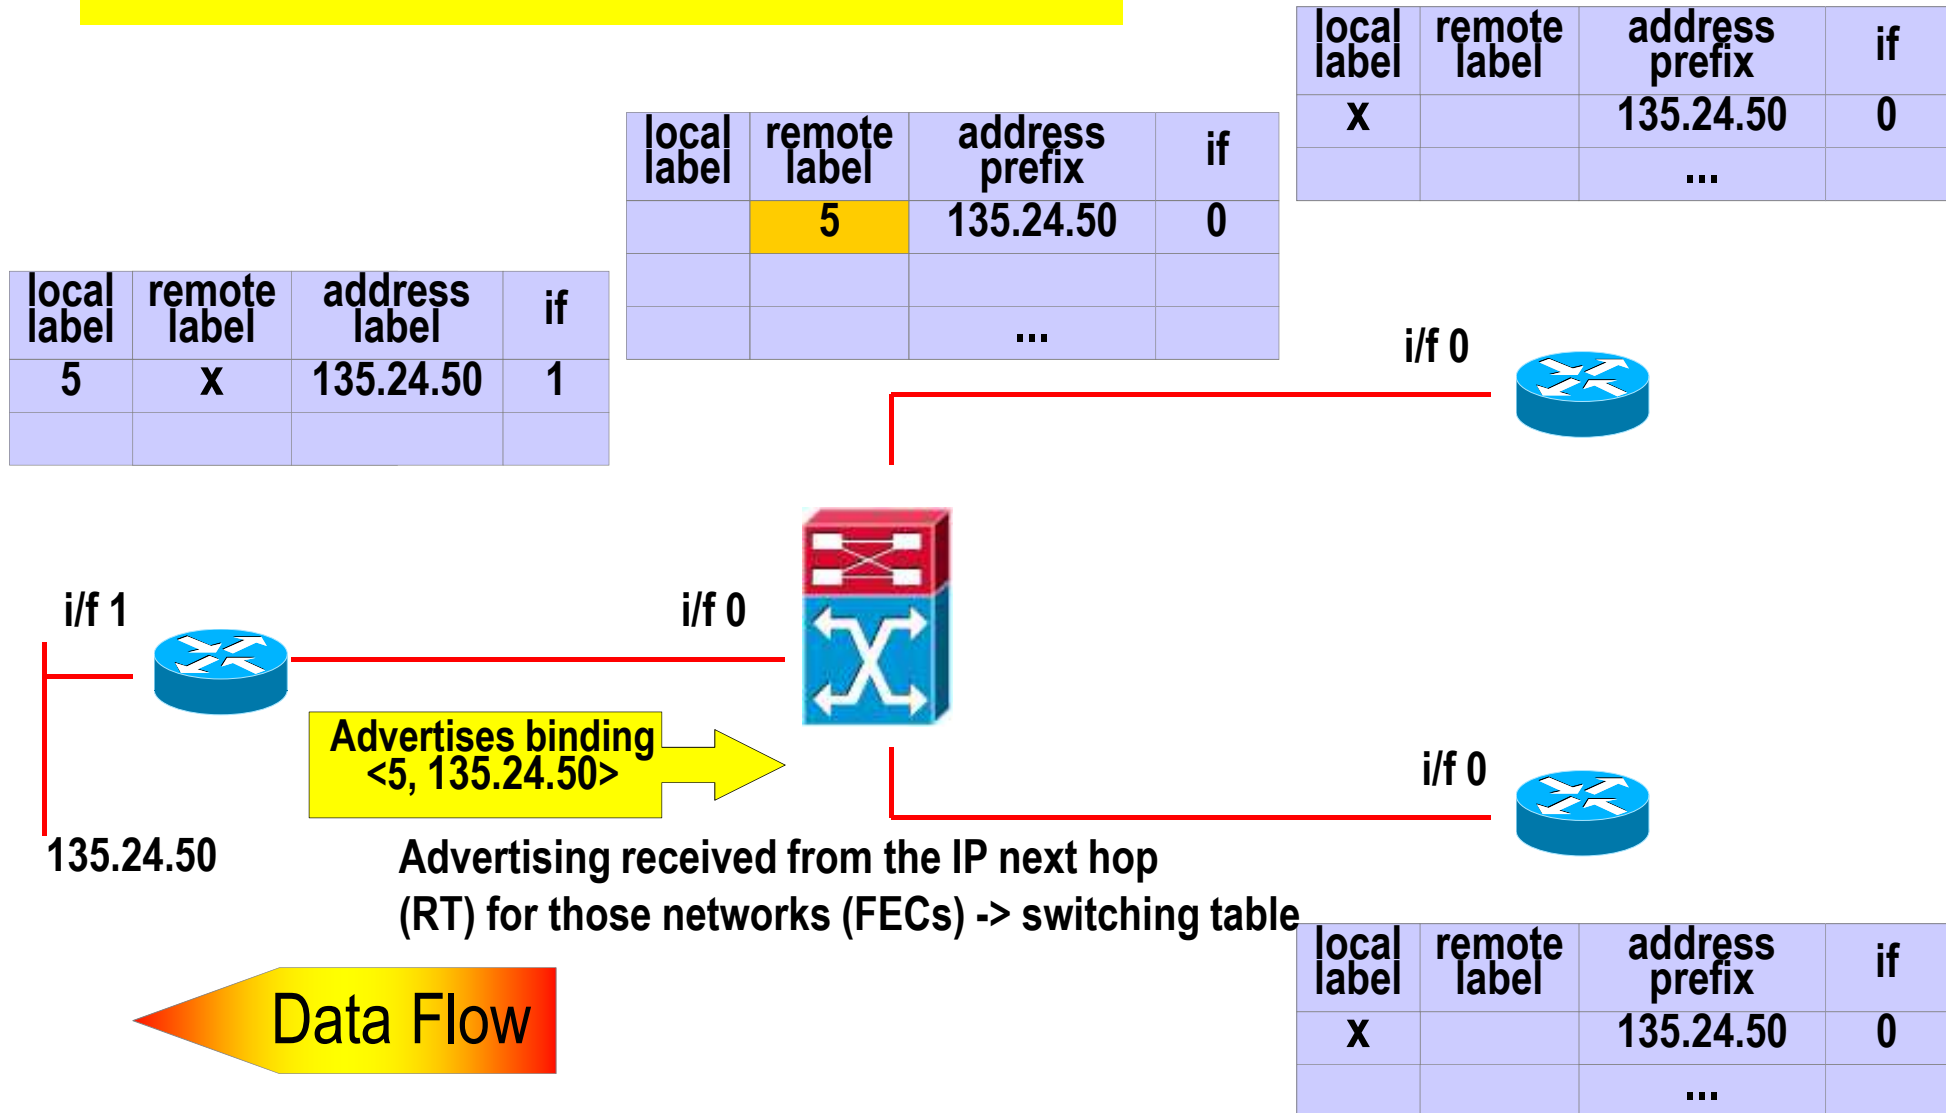 local label remote label address prefix if
x 135.24.50 0
...
local label remote label address prefix if
5 135.24.50 0
...
local label remote label address label if
5 x 135.24.50 1
i/f 0
i/f 1
i/f 0
Advertises binding
<5, 135.24.50>
i/f 0
135.24.50
Advertising received from the IP next hop
(RT) for those networks (FECs) -> switching table
local label remote label address prefix if
x 135.24.50 0
...
Data Flow